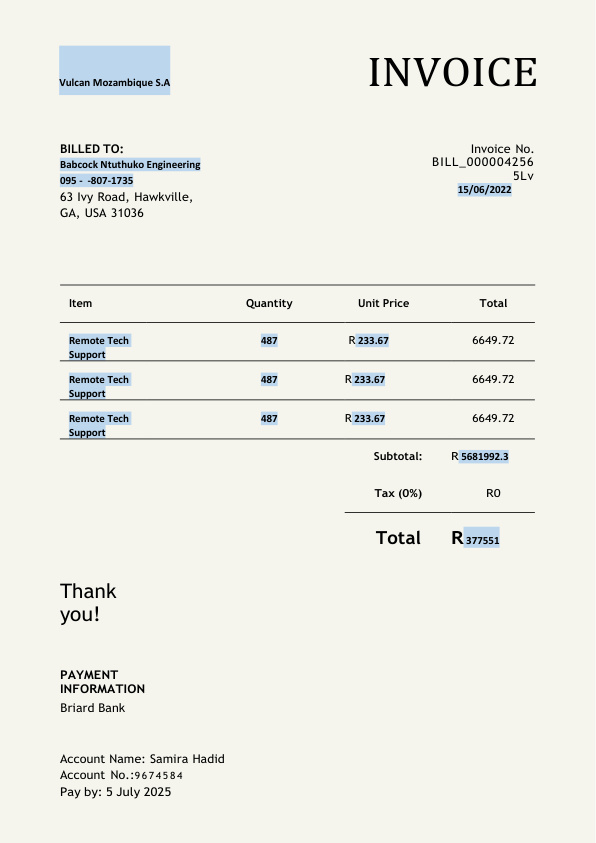 Vulcan Mozambique S.A
INVOICE
BILLED TO:
Babcock Ntuthuko Engineering
095 -  -807-1735
63 Ivy Road, Hawkville,
GA, USA 31036
Invoice No.
BILL_000004256
5Lv
15/06/2022
Item Quantity Unit Price Total
Remote Tech 487 R 233.67 6649.72
Support
Remote Tech 487 R 233.67 6649.72
Support
Remote Tech 487 R 233.67 6649.72
Support
Subtotal: R 5681992.3
Tax (0%) R0
Total R 377551
Thank
you!
PAYMENT
INFORMATION
Briard Bank
Account Name: Samira Hadid
Account No.:9674584
Pay by: 5 July 2025